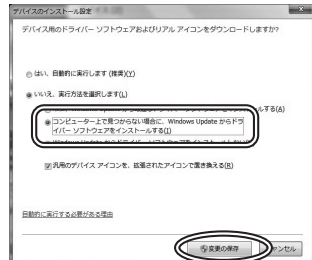 デバイスのインストール設定
デバイス用のドライバー ソフトウェアおよびリアル アイコンをダウンロードしますか?
はい、自動的に実行します (推奨)(Y)
いいえ、実行方法を選択します(L)
ルする(A)
コンピューター上で見つからない場合に、Windows Update からドラ
イバー ソフトウェアをインストールする(I)
汎用のデバイス アイコンを、拡張されたアイコンで置き換える(R)
自動的に実行する必要がある理由
変更の保存
ンセル